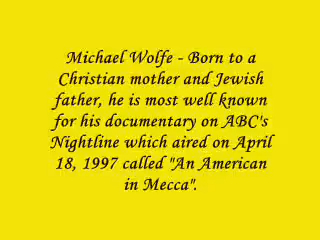 Michael Wolfe - Born to a
Christian mother and Jewish
father, he is most well known
for his documentary on ABC's
Nightline which aired on April
18, 1997 called "An American
in Mecca".